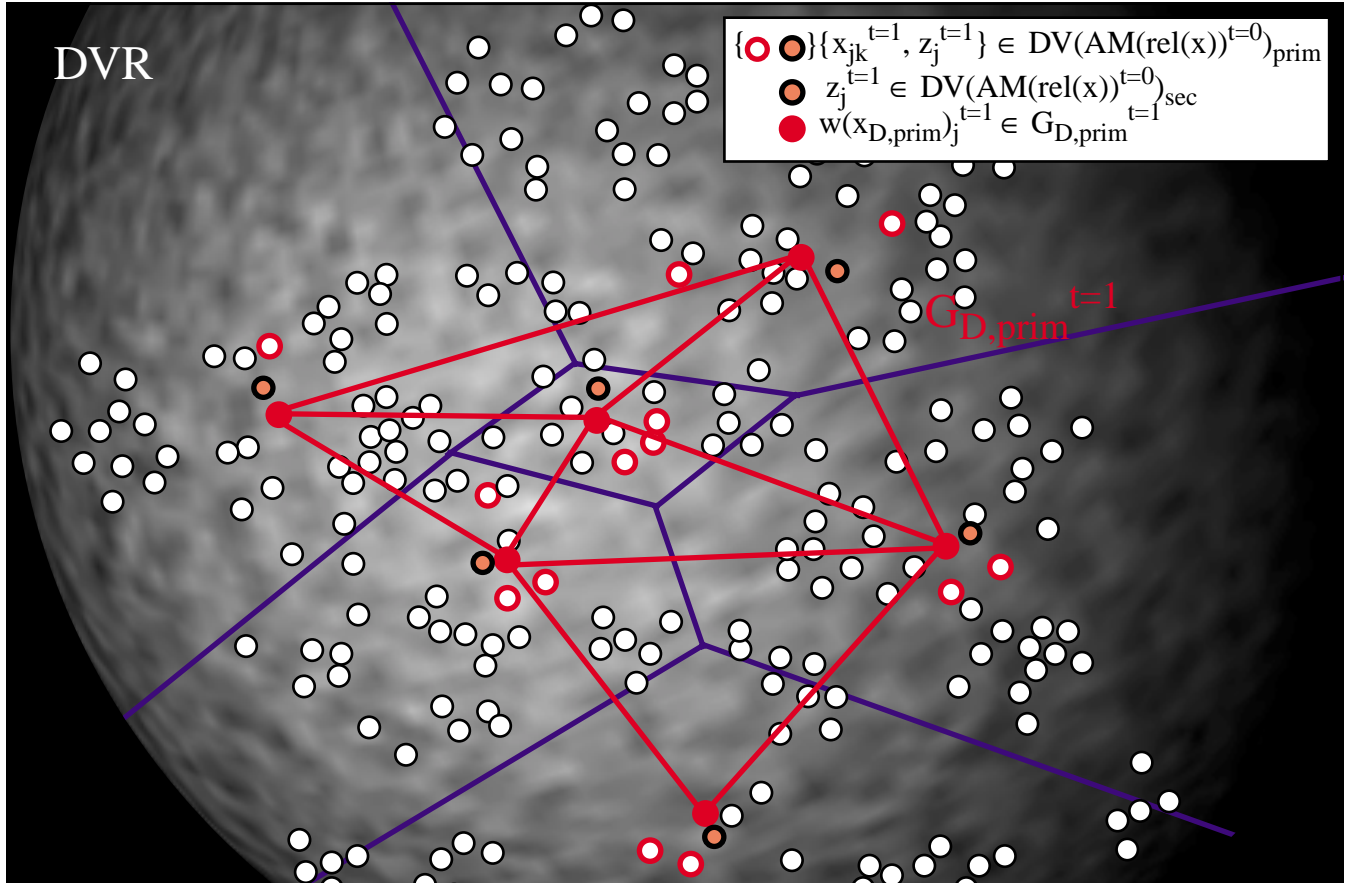 DVR
{ }{x_jk^t=1, z_j^t=1} ∈ DV(AM(rel(x))^t=0)_prim
z_j^t=1 ∈ DV(AM(rel(x))^t=0)_sec
w(x_D,prim)_j^t=1 ∈ G_D,prim^t=1
G_D,prim^t=1